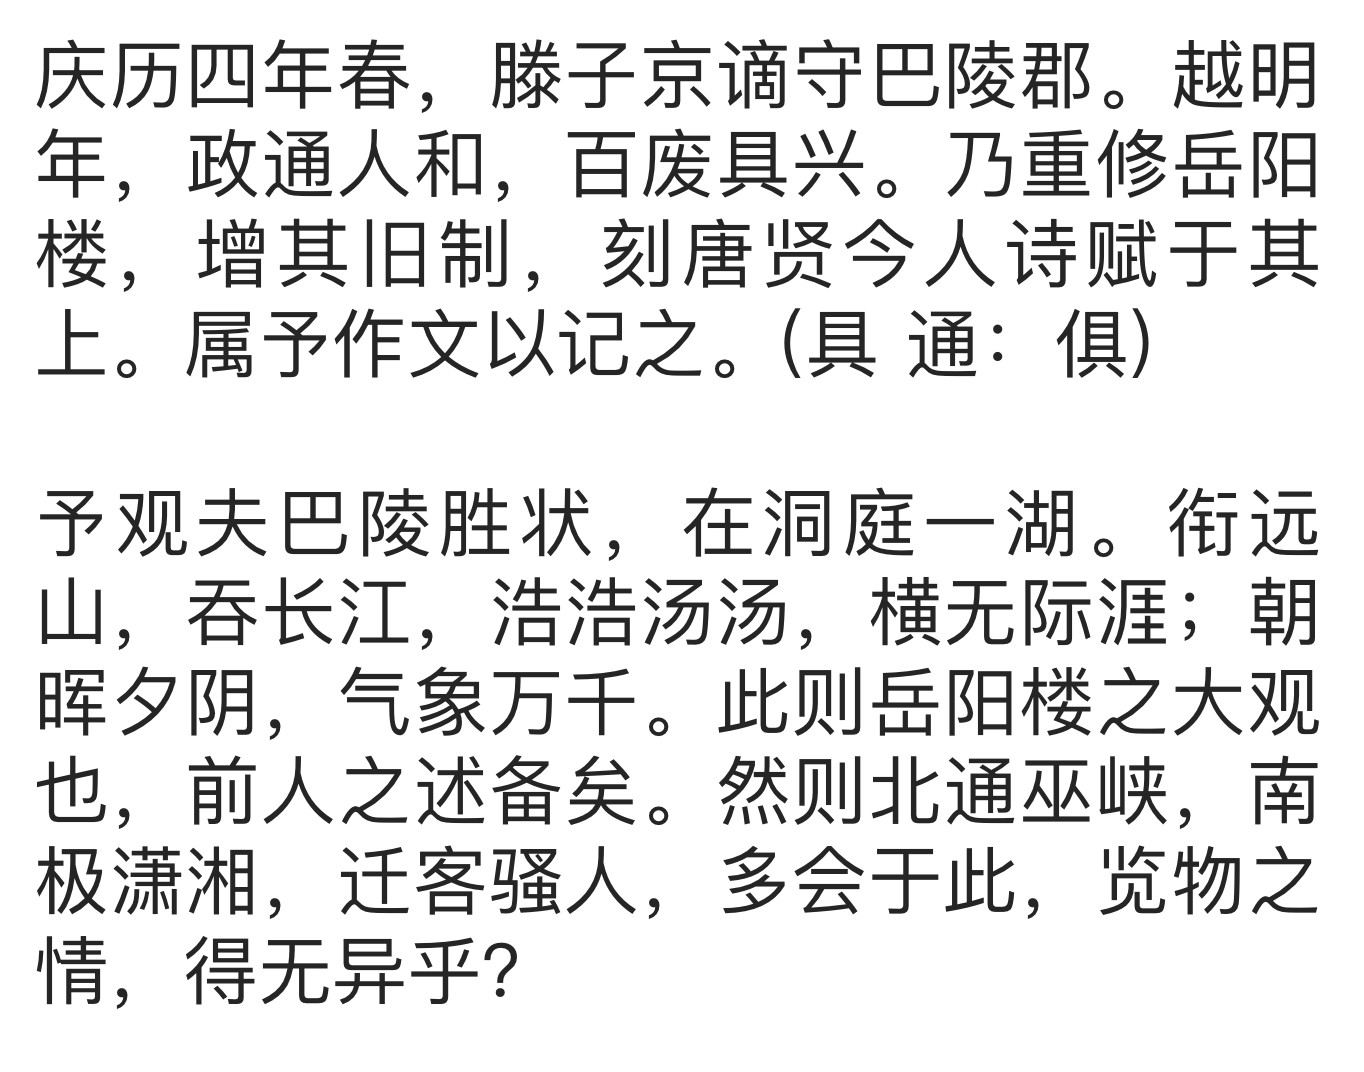 庆历四年春，滕子京谪守巴陵郡。越明
年，政通人和，百废具兴。乃重修岳阳
楼，增其旧制，刻唐贤今人诗赋于其
上。属予作文以记之。(具 通：俱)
予观夫巴陵胜状，在洞庭一湖。衔远
山，吞长江，浩浩汤汤，横无际涯；朝
晖夕阴，气象万千。此则岳阳楼之大观
也，前人之述备矣。然则北通巫峡，南
极潇湘，迁客骚人，多会于此，览物之
情，得无异乎?